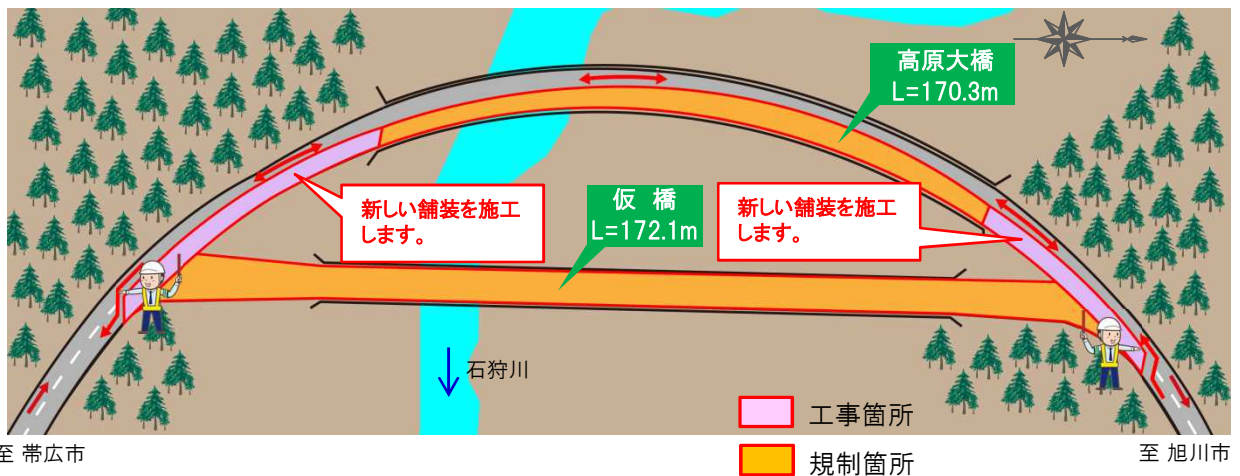 高原大橋
L=170.3m
新しい舗装を施工
します。
仮 橋
L=172.1m
新しい舗装を施工
します。
石狩川
工事箇所
規制箇所
至 帯広市
至 旭川市